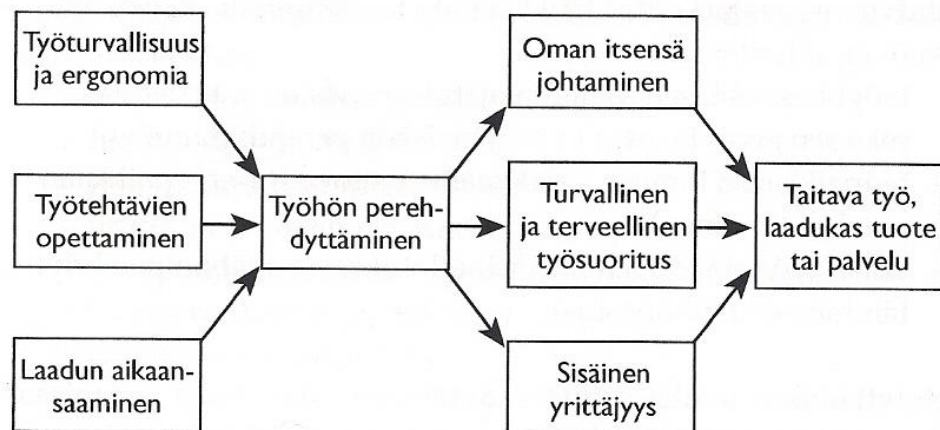 Työturvallisuus
ja ergonomia
Työtehtävien
opettaminen
Laadun aikaan-
saaminen
Työhön pereh-
dyttäminen
Oman itsensä
johtaminen
Turvallinen
ja terveellinen
työsuoritus
Sisäinen
yrittäjyys
Taitava työ,
laadukas tuote
tai palvelu